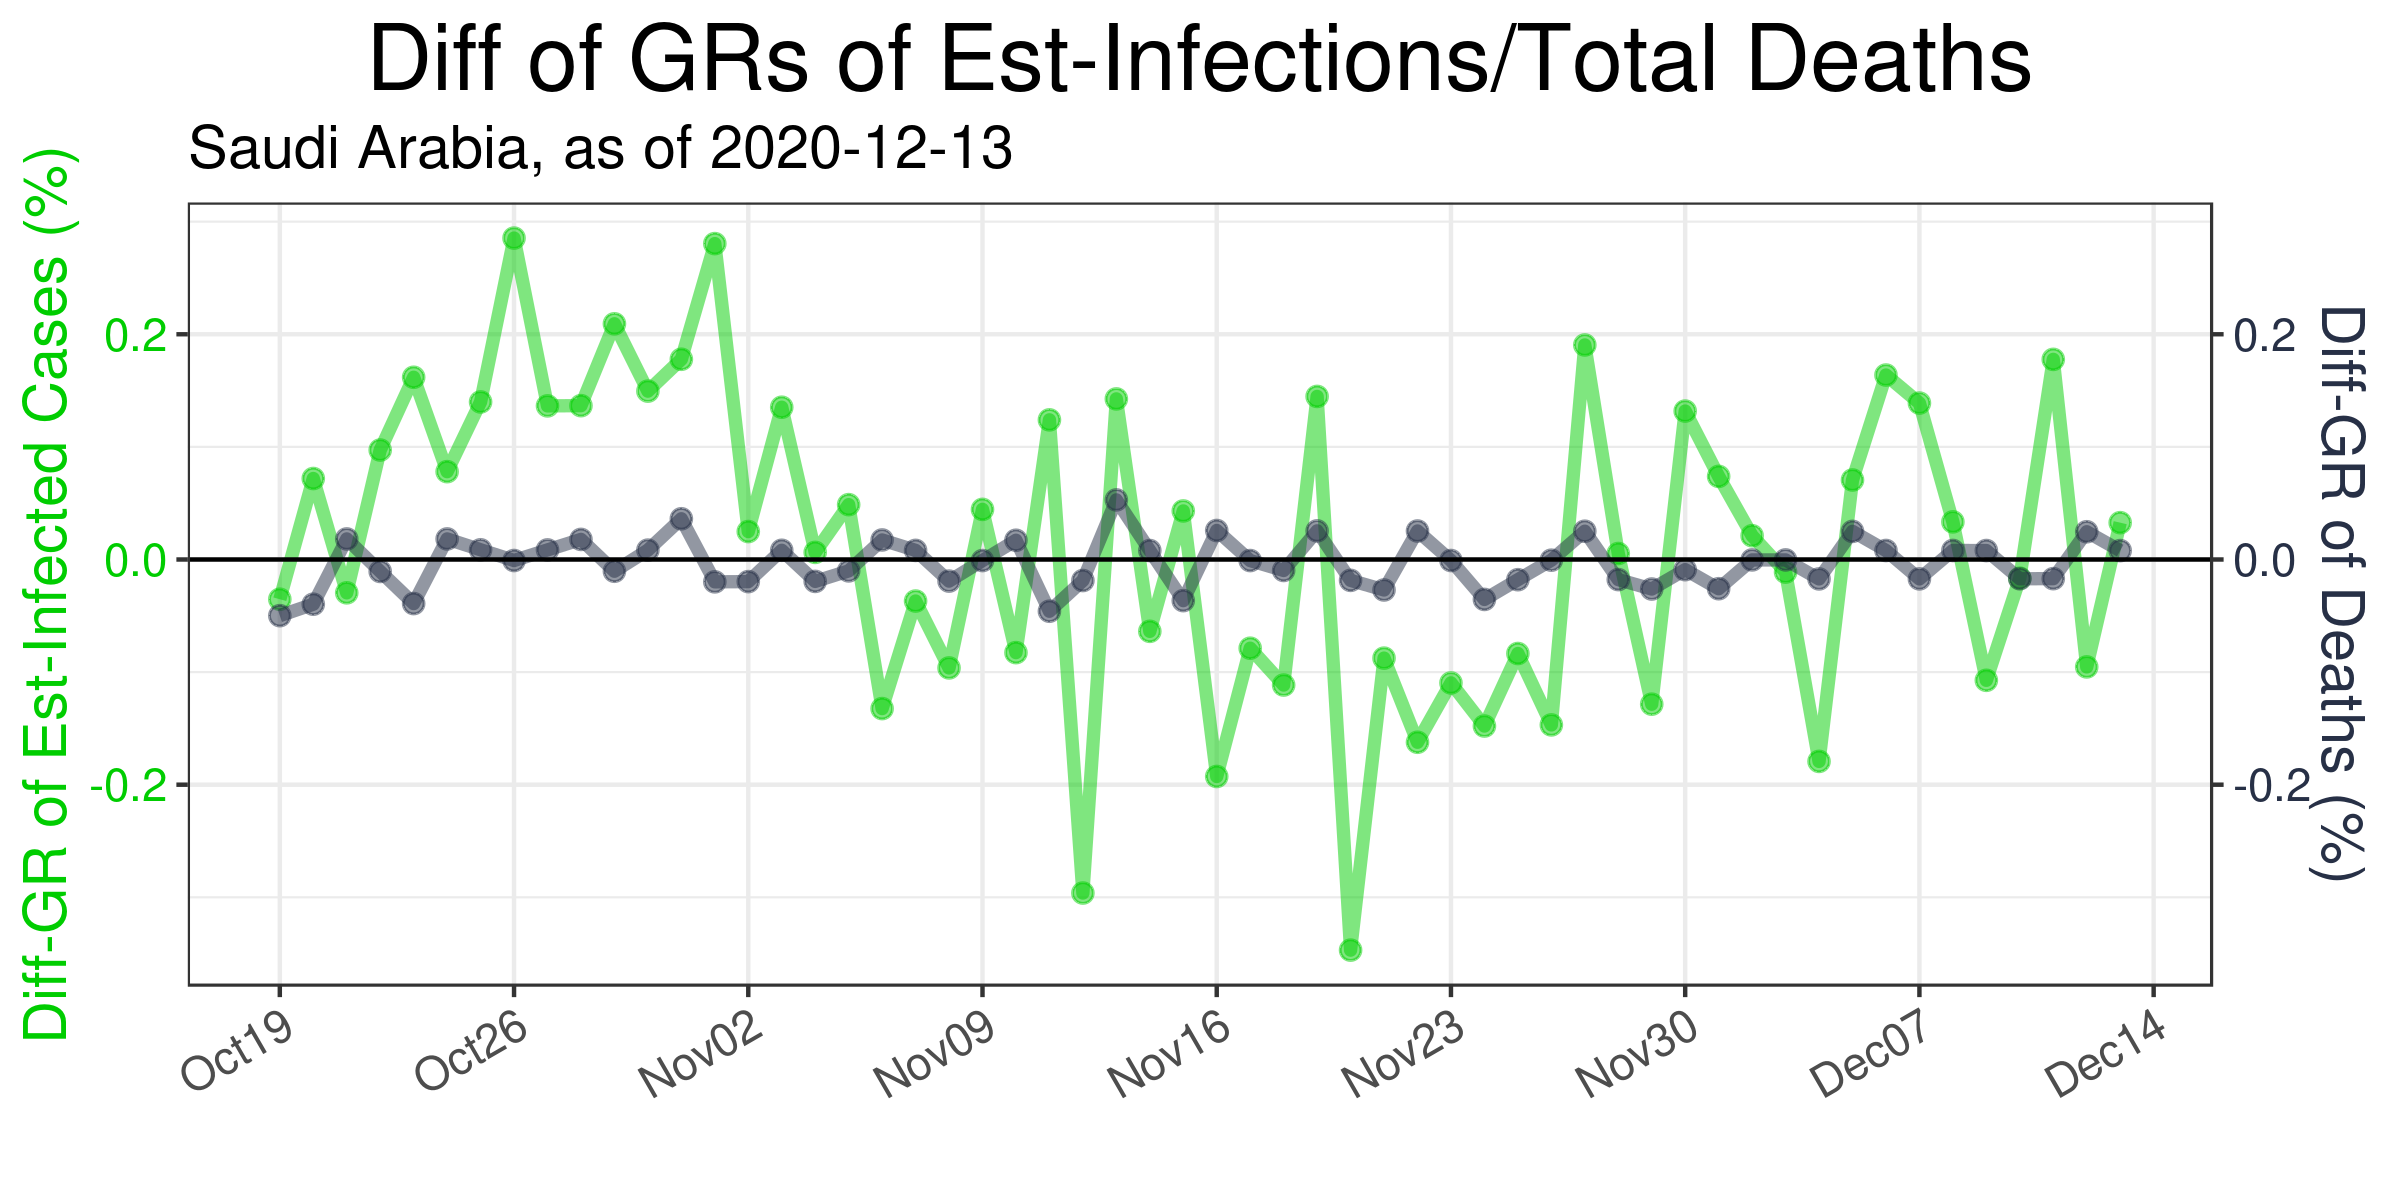 Diff of GRs of Est-Infections/Total Deaths
Saudi Arabia, as of 2020-12-13
Diff-GR of Est-Infected Cases (%)
0.2
0.0
-0.2
0.2
0.0
-0.2
Diff-GR of Deaths (%)
Oct19
Oct26
Nov02
Nov09
Nov16
Nov23
Nov30
Dec07
Dec14